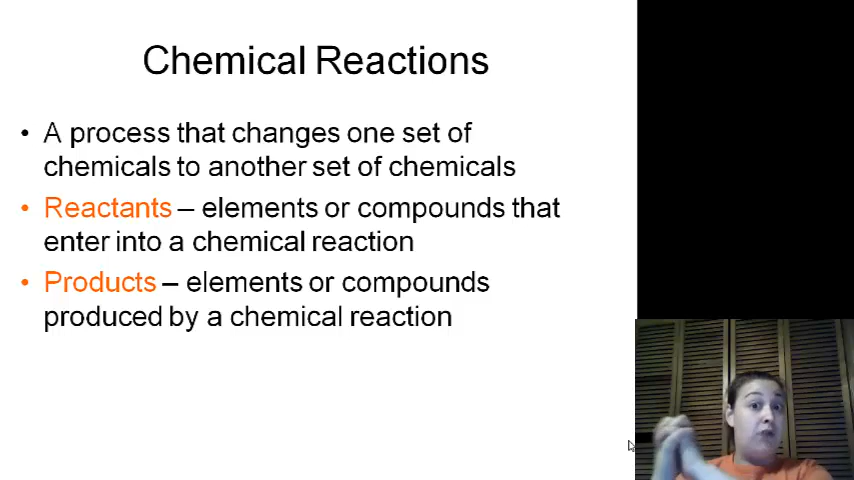 Chemical Reactions
• A process that changes one set of
chemicals to another set of chemicals
• Reactants – elements or compounds that
enter into a chemical reaction
• Products – elements or compounds
produced by a chemical reaction